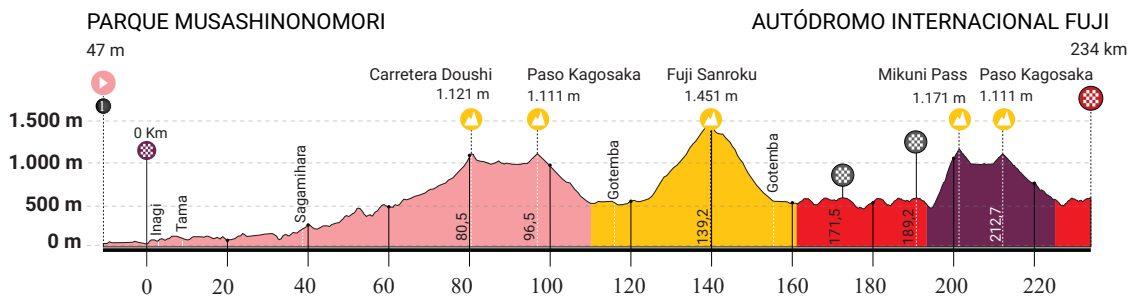 PARQUE MUSASHINONOMORI
47 m
AUTÓDROMO INTERNACIONAL FUJI
234 km
Carretera Doushi
1.121 m
Paso Kagosaka
1.111 m
Fuji Sanroku
1.451 m
Mikuni Pass
1.171 m
Paso Kagosaka
1.111 m
1.500 m
1.000 m
500 m
0 m
0 Km
Inagi
Tama
Sagamihara
Gotemba
Gotemba
80,5
96,5
139,2
171,5
189,2
212,7
0 20 40 60 80 100 120 140 160 180 200 220